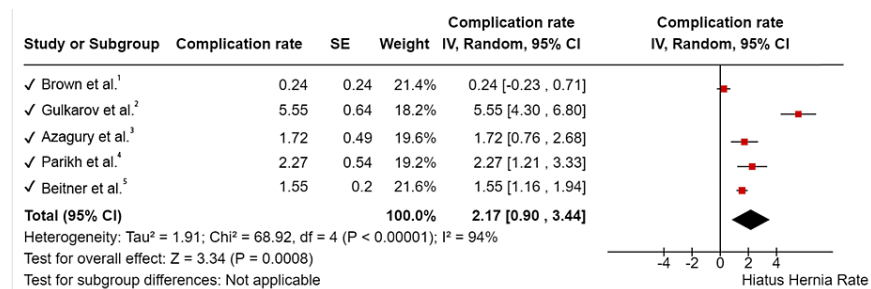 Complication rate Complication rate
Study or Subgroup Complication rate SE Weight IV, Random, 95% CI IV, Random, 95% CI
✓ Brown et al.¹ 0.24 0.24 21.4% 0.24 [-0.23 , 0.71]
✓ Gulkarov et al.² 5.55 0.64 18.2% 5.55 [4.30 , 6.80]
✓ Azagury et al.³ 1.72 0.49 19.6% 1.72 [0.76 , 2.68]
✓ Parikh et al.⁴ 2.27 0.54 19.2% 2.27 [1.21 , 3.33]
✓ Beitner et al.⁵ 1.55 0.2 21.6% 1.55 [1.16 , 1.94]
Total (95% CI) 100.0% 2.17 [0.90 , 3.44]
Heterogeneity: Tau² = 1.91; Chi² = 68.92, df = 4 (P < 0.00001); I² = 94%
Test for overall effect: Z = 3.34 (P = 0.0008)
Test for subgroup differences: Not applicable
-4 -2 0 2 4
Hiatus Hernia Rate